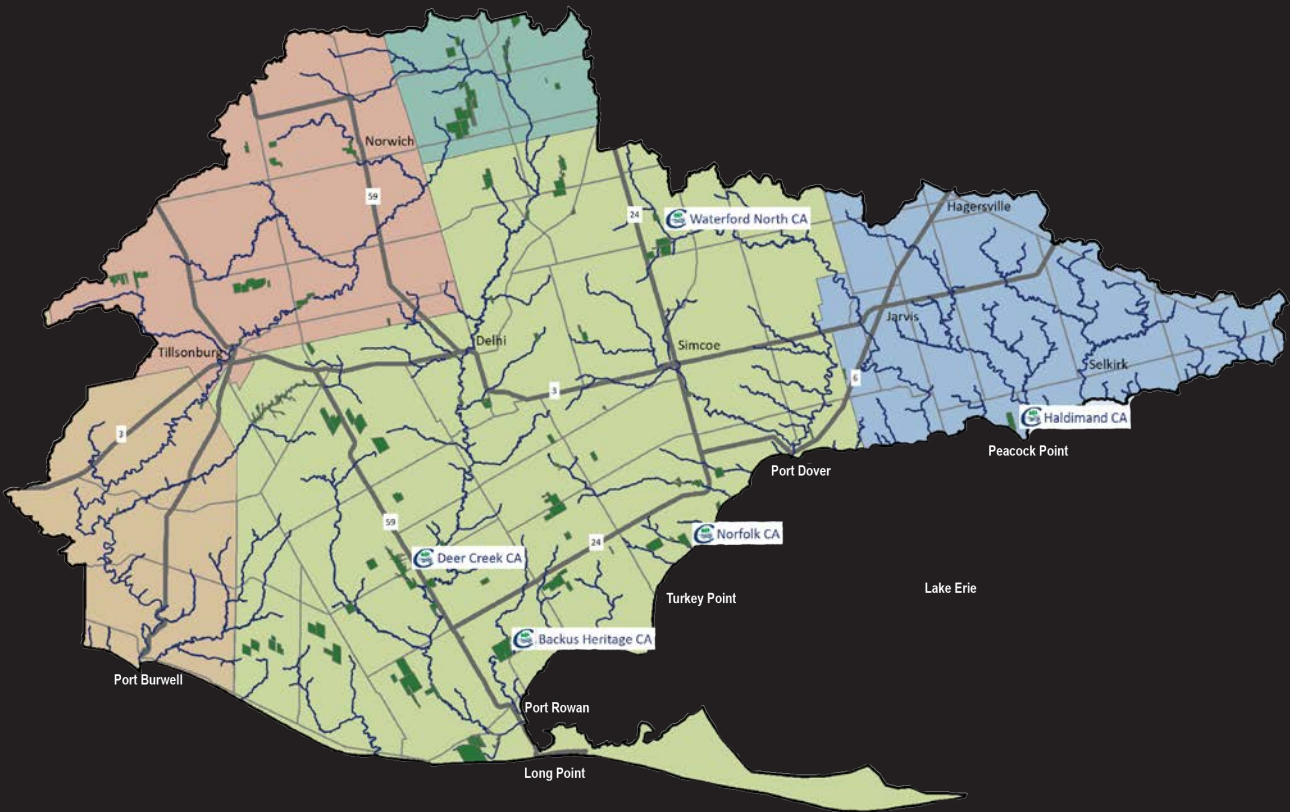 Norwich
59
24
Waterford North CA
Hagersville
Jarvis
Tillsonburg
Delhi
Simcoe
Selkirk
6
3
3
Haldimand CA
Peacock Point
Port Dover
59
Norfolk CA
24
Deer Creek CA
Lake Erie
Turkey Point
Backus Heritage CA
Port Burwell
Port Rowan
Long Point